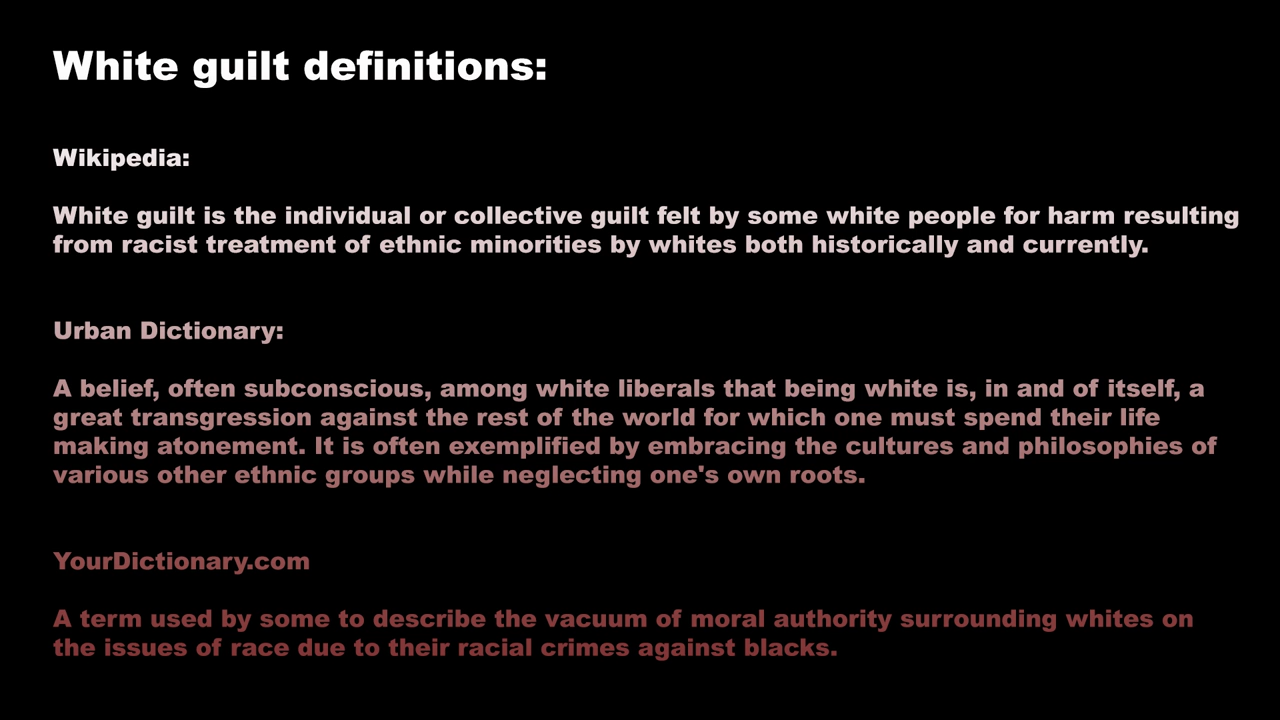 White guilt definitions:
Wikipedia:
White guilt is the individual or collective guilt felt by some white people for harm resulting
from racist treatment of ethnic minorities by whites both historically and currently.
Urban Dictionary:
A belief, often subconscious, among white liberals that being white is, in and of itself, a
great transgression against the rest of the world for which one must spend their life
making atonement. It is often exemplified by embracing the cultures and philosophies of
various other ethnic groups while neglecting one's own roots.
YourDictionary.com
A term used by some to describe the vacuum of moral authority surrounding whites on
the issues of race due to their racial crimes against blacks.